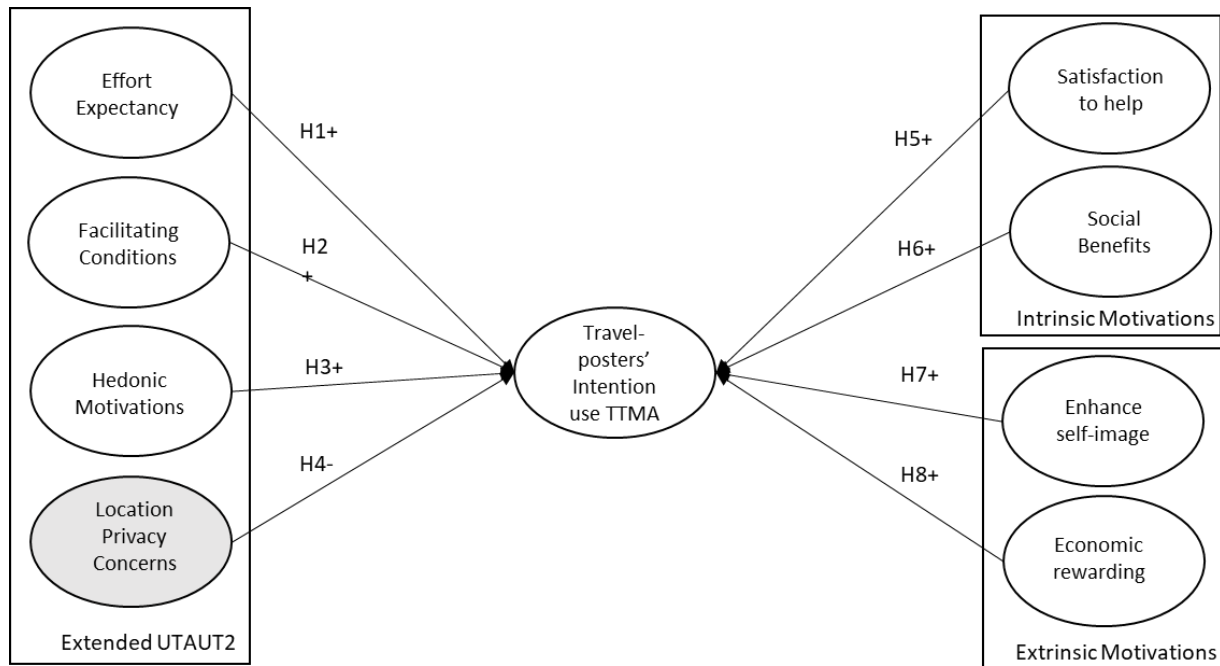 Effort
Expectancy
Facilitating
Conditions
Hedonic
Motivations
Location
Privacy
Concerns
Extended UTAUT2
H1+
H2
+
H3+
H4-
Travel-
posters’
Intention
use TTMA
H5+
H6+
H7+
H8+
Satisfaction
to help
Social
Benefits
Intrinsic Motivations
Enhance
self-image
Economic
rewarding
Extrinsic Motivations